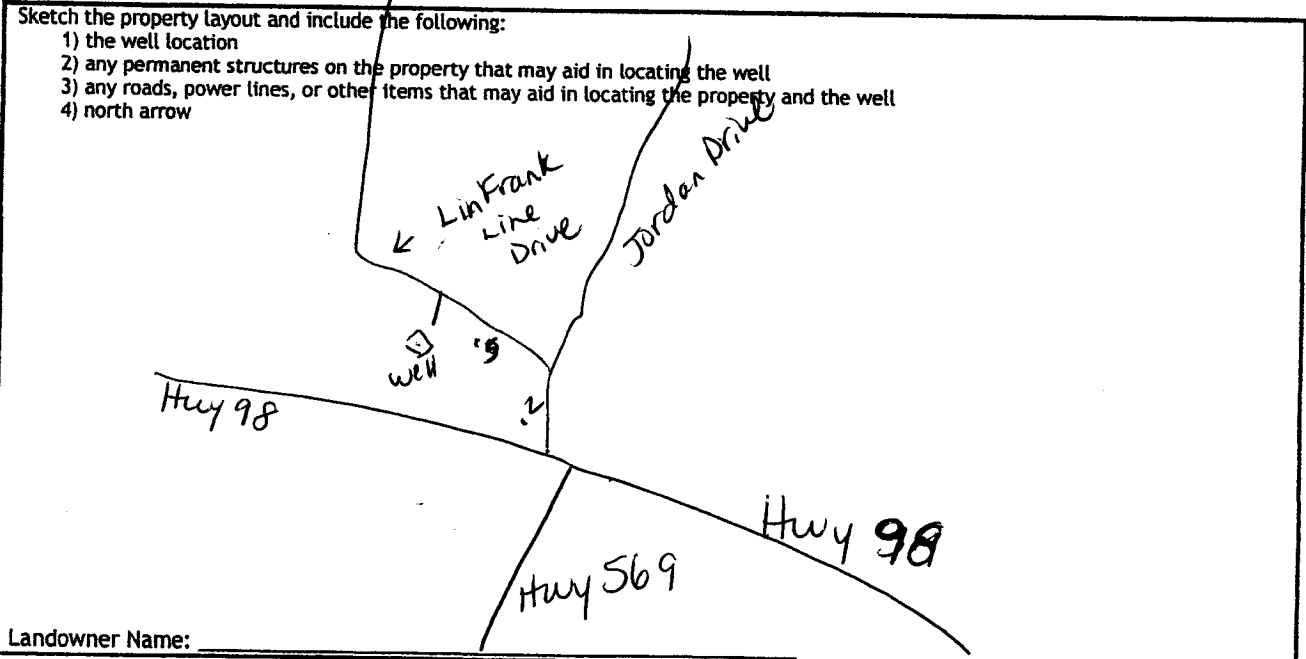 Sketch the property layout and include the following:
1) the well location
2) any permanent structures on the property that may aid in locating the well
3) any roads, power lines, or other items that may aid in locating the property and the well
4) north arrow
Jordan Drive
LinFrank
Line
Drive
.5
well
.2
Hwy 98
Hwy 98
Hwy 569
Landowner Name: